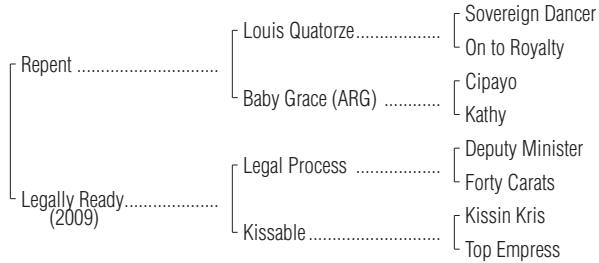 Sovereign Dancer
Louis Quatorze....................
On to Royalty
Repent .................................
Cipayo
Baby Grace (ARG) .............
Kathy
Deputy Minister
Legal Process ....................
Forty Carats
Legally Ready......................
(2009)
Kissin Kris
Kissable ...............................
Top Empress